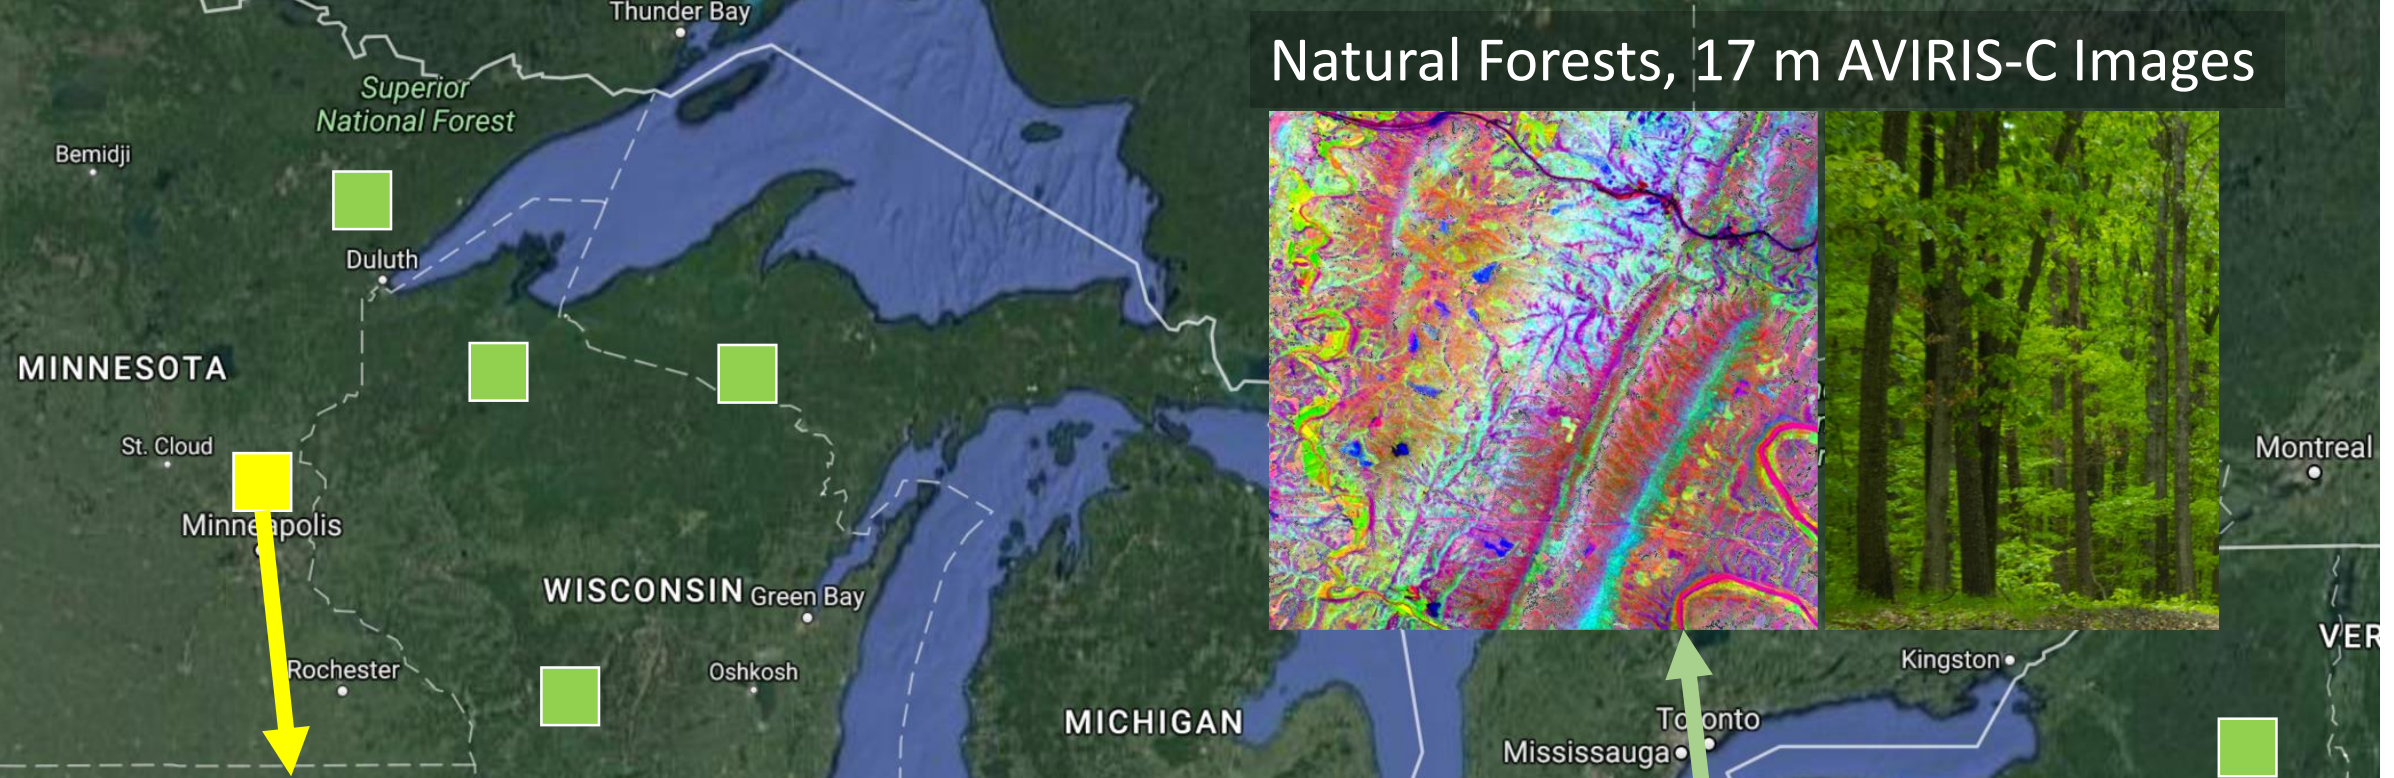 Thunder Bay
Natural Forests, 17 m AVIRIS-C Images
Superior
National Forest
Bemidji
Duluth
MINNESOTA
St. Cloud
Montreal
Minneapolis
WISCONSIN
Green Bay
VER
Rochester
Oshkosh
Kingston
MICHIGAN
Toronto
Mississauga